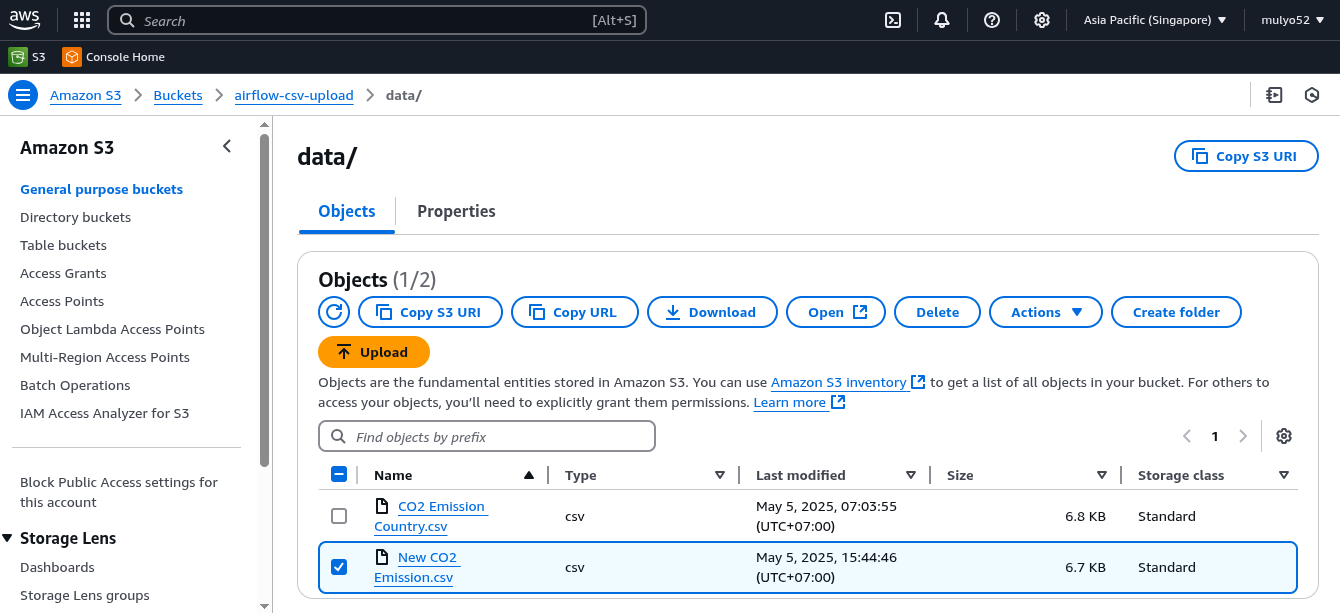 aws
Search [Alt+S]
Asia Pacific (Singapore)
mulyo52
S3
Console Home
Amazon S3
Buckets
airflow-csv-upload
data/
Amazon S3
General purpose buckets
Directory buckets
Table buckets
Access Grants
Access Points
Object Lambda Access Points
Multi-Region Access Points
Batch Operations
IAM Access Analyzer for S3
Block Public Access settings for
this account
Storage Lens
Dashboards
Storage Lens groups
data/
Copy S3 URI
Objects
Properties
Objects (1/2)
Copy S3 URI
Copy URL
Download
Open
Delete
Actions
Create folder
Upload
Objects are the fundamental entities stored in Amazon S3. You can use Amazon S3 inventory to get a list of all objects in your bucket. For others to
access your objects, you'll need to explicitly grant them permissions. Learn more
Find objects by prefix
1
Name Type Last modified Size Storage class
CO2 Emission
Country.csv
csv
May 5, 2025, 07:03:55
(UTC+07:00)
6.8 KB
Standard
New CO2
Emission.csv
csv
May 5, 2025, 15:44:46
(UTC+07:00)
6.7 KB
Standard